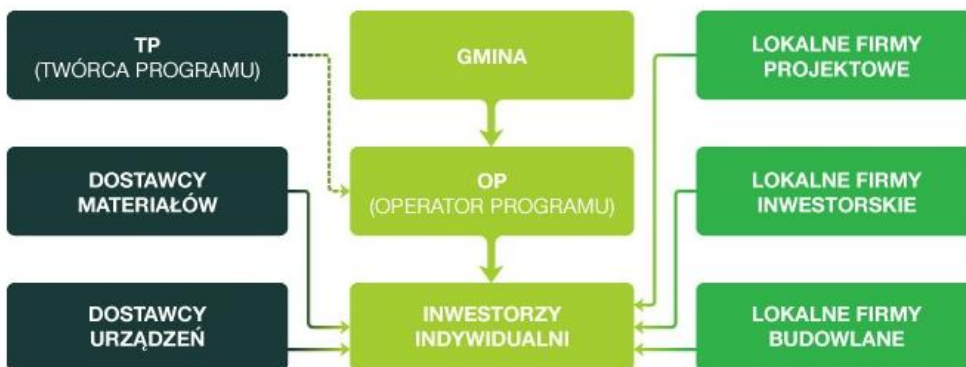 TP
(TWÓRCA PROGRAMU)
GMINA
LOKALNE FIRMY
PROJEKTOWE
DOSTAWCY
MATERIAŁÓW
OP
(OPERATOR PROGRAMU)
LOKALNE FIRMY
INWESTORSKIE
DOSTAWCY
URZĄDZEŃ
INWESTORZY
INDYWIDUALNI
LOKALNE FIRMY
BUDOWLANE